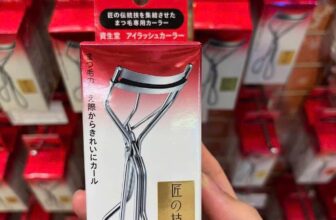 匠の伝統技を集結させた
まつ毛専用カーラー
資生堂 アイラッシュカーラー
まつ毛の
際からきれいにカール
匠の技